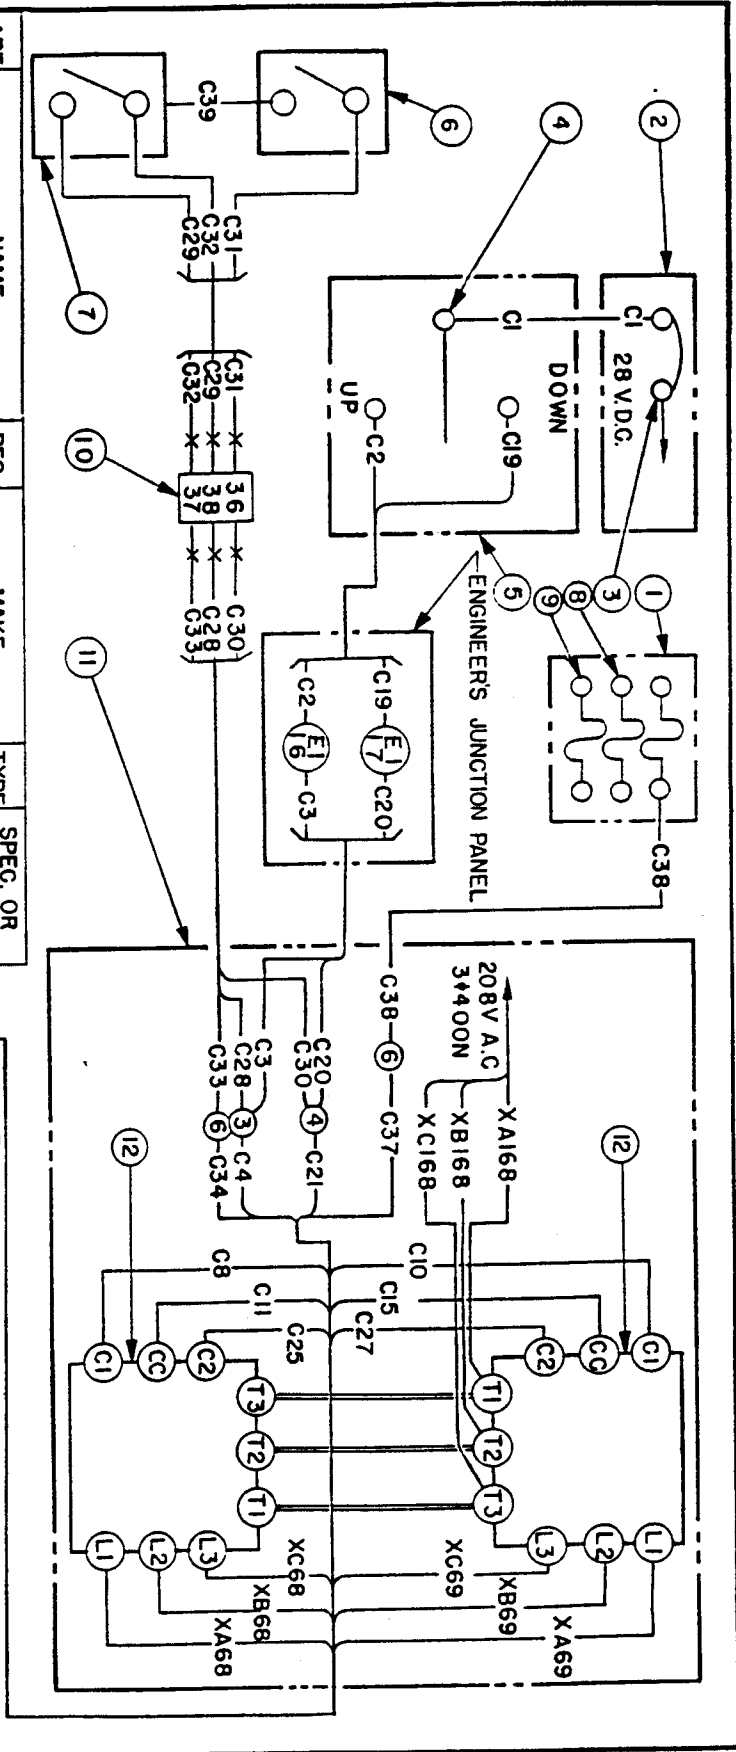 2
4
6
7
C39
C31
C32
C29
C31
C29
C32
36
38
37
C30
C28
C33
10
11
C1
28 V.D.C.
C1
DOWN
C19
UP
C2
1
3
8
9
5
ENGINEER'S JUNCTION PANEL
C19
E1
7
C20
C2
E1
6
C3
C38
208V A.C
3ϕ400N
XA168
XB168
XC168
C38
6
C37
C20
C30
4
C21
C3
C28
3
C4
C33
6
C34
12
12
C10
C15
C27
C8
C11
C25
C1
CC
C2
T1
T2
T3
L3
L2
L1
XA69
XB69
XC69
T3
T2
T1
C2
CC
C1
L3
L2
L1
XC68
XB68
XA68
SPEC. OR